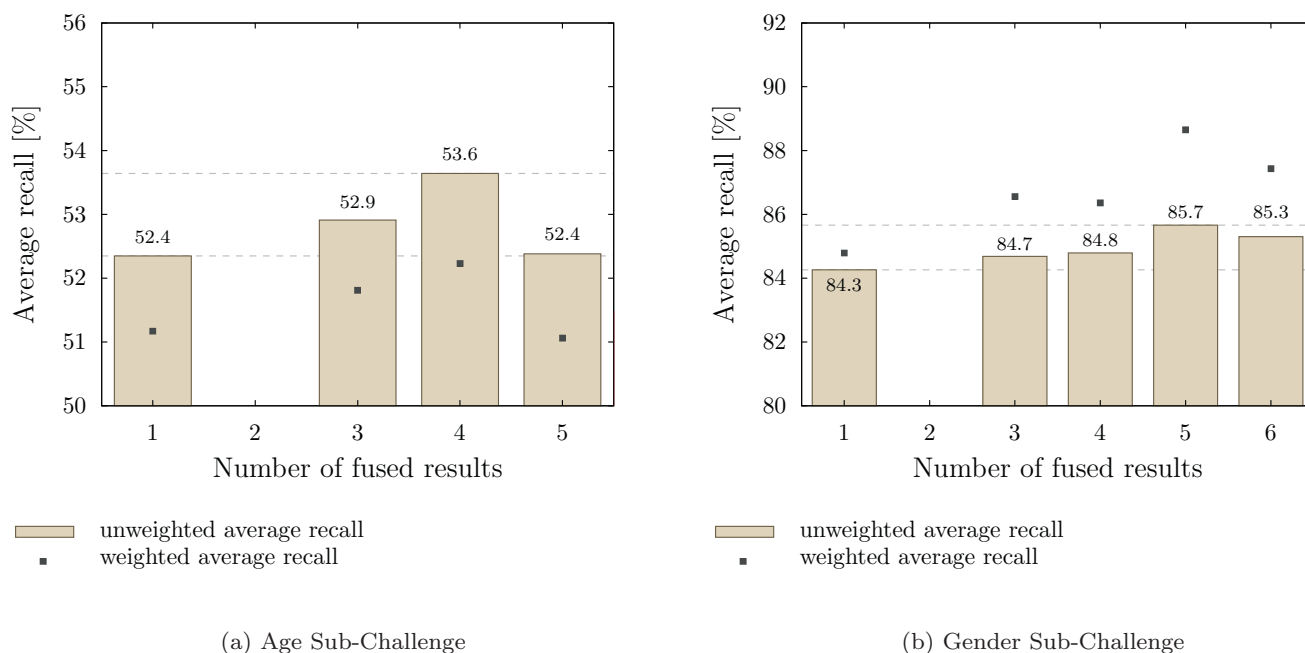 56
55
54
53
52
51
50
Average recall [%]
52.4
52.9
53.6
52.4
1 2 3 4 5
Number of fused results
unweighted average recall
weighted average recall
(a) Age Sub-Challenge
92
90
88
86
84
82
80
Average recall [%]
84.3
84.7
84.8
85.7
85.3
1 2 3 4 5 6
Number of fused results
unweighted average recall
weighted average recall
(b) Gender Sub-Challenge